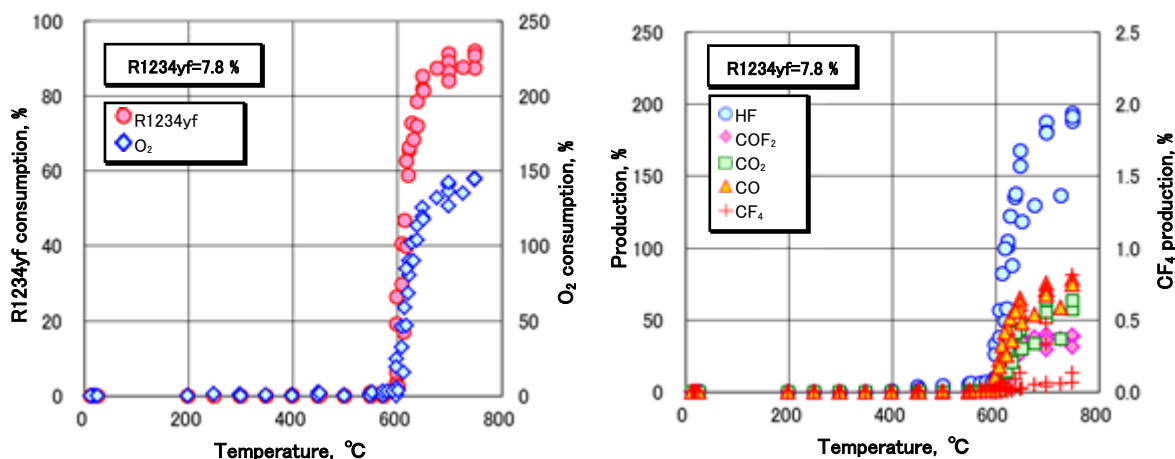 100
80
60
40
20
0
R1234yf consumption, %
R1234yf=7.8 %
R1234yf
O₂
250
200
150
100
50
0
O₂ consumption, %
0 200 400 600 800
Temperature, ℃
250
200
150
100
50
0
Production, %
R1234yf=7.8 %
HF
COF₂
CO₂
CO
CF₄
2.5
2.0
1.5
1.0
0.5
0.0
CF₄ production, %
0 200 400 600 800
Temperature, ℃